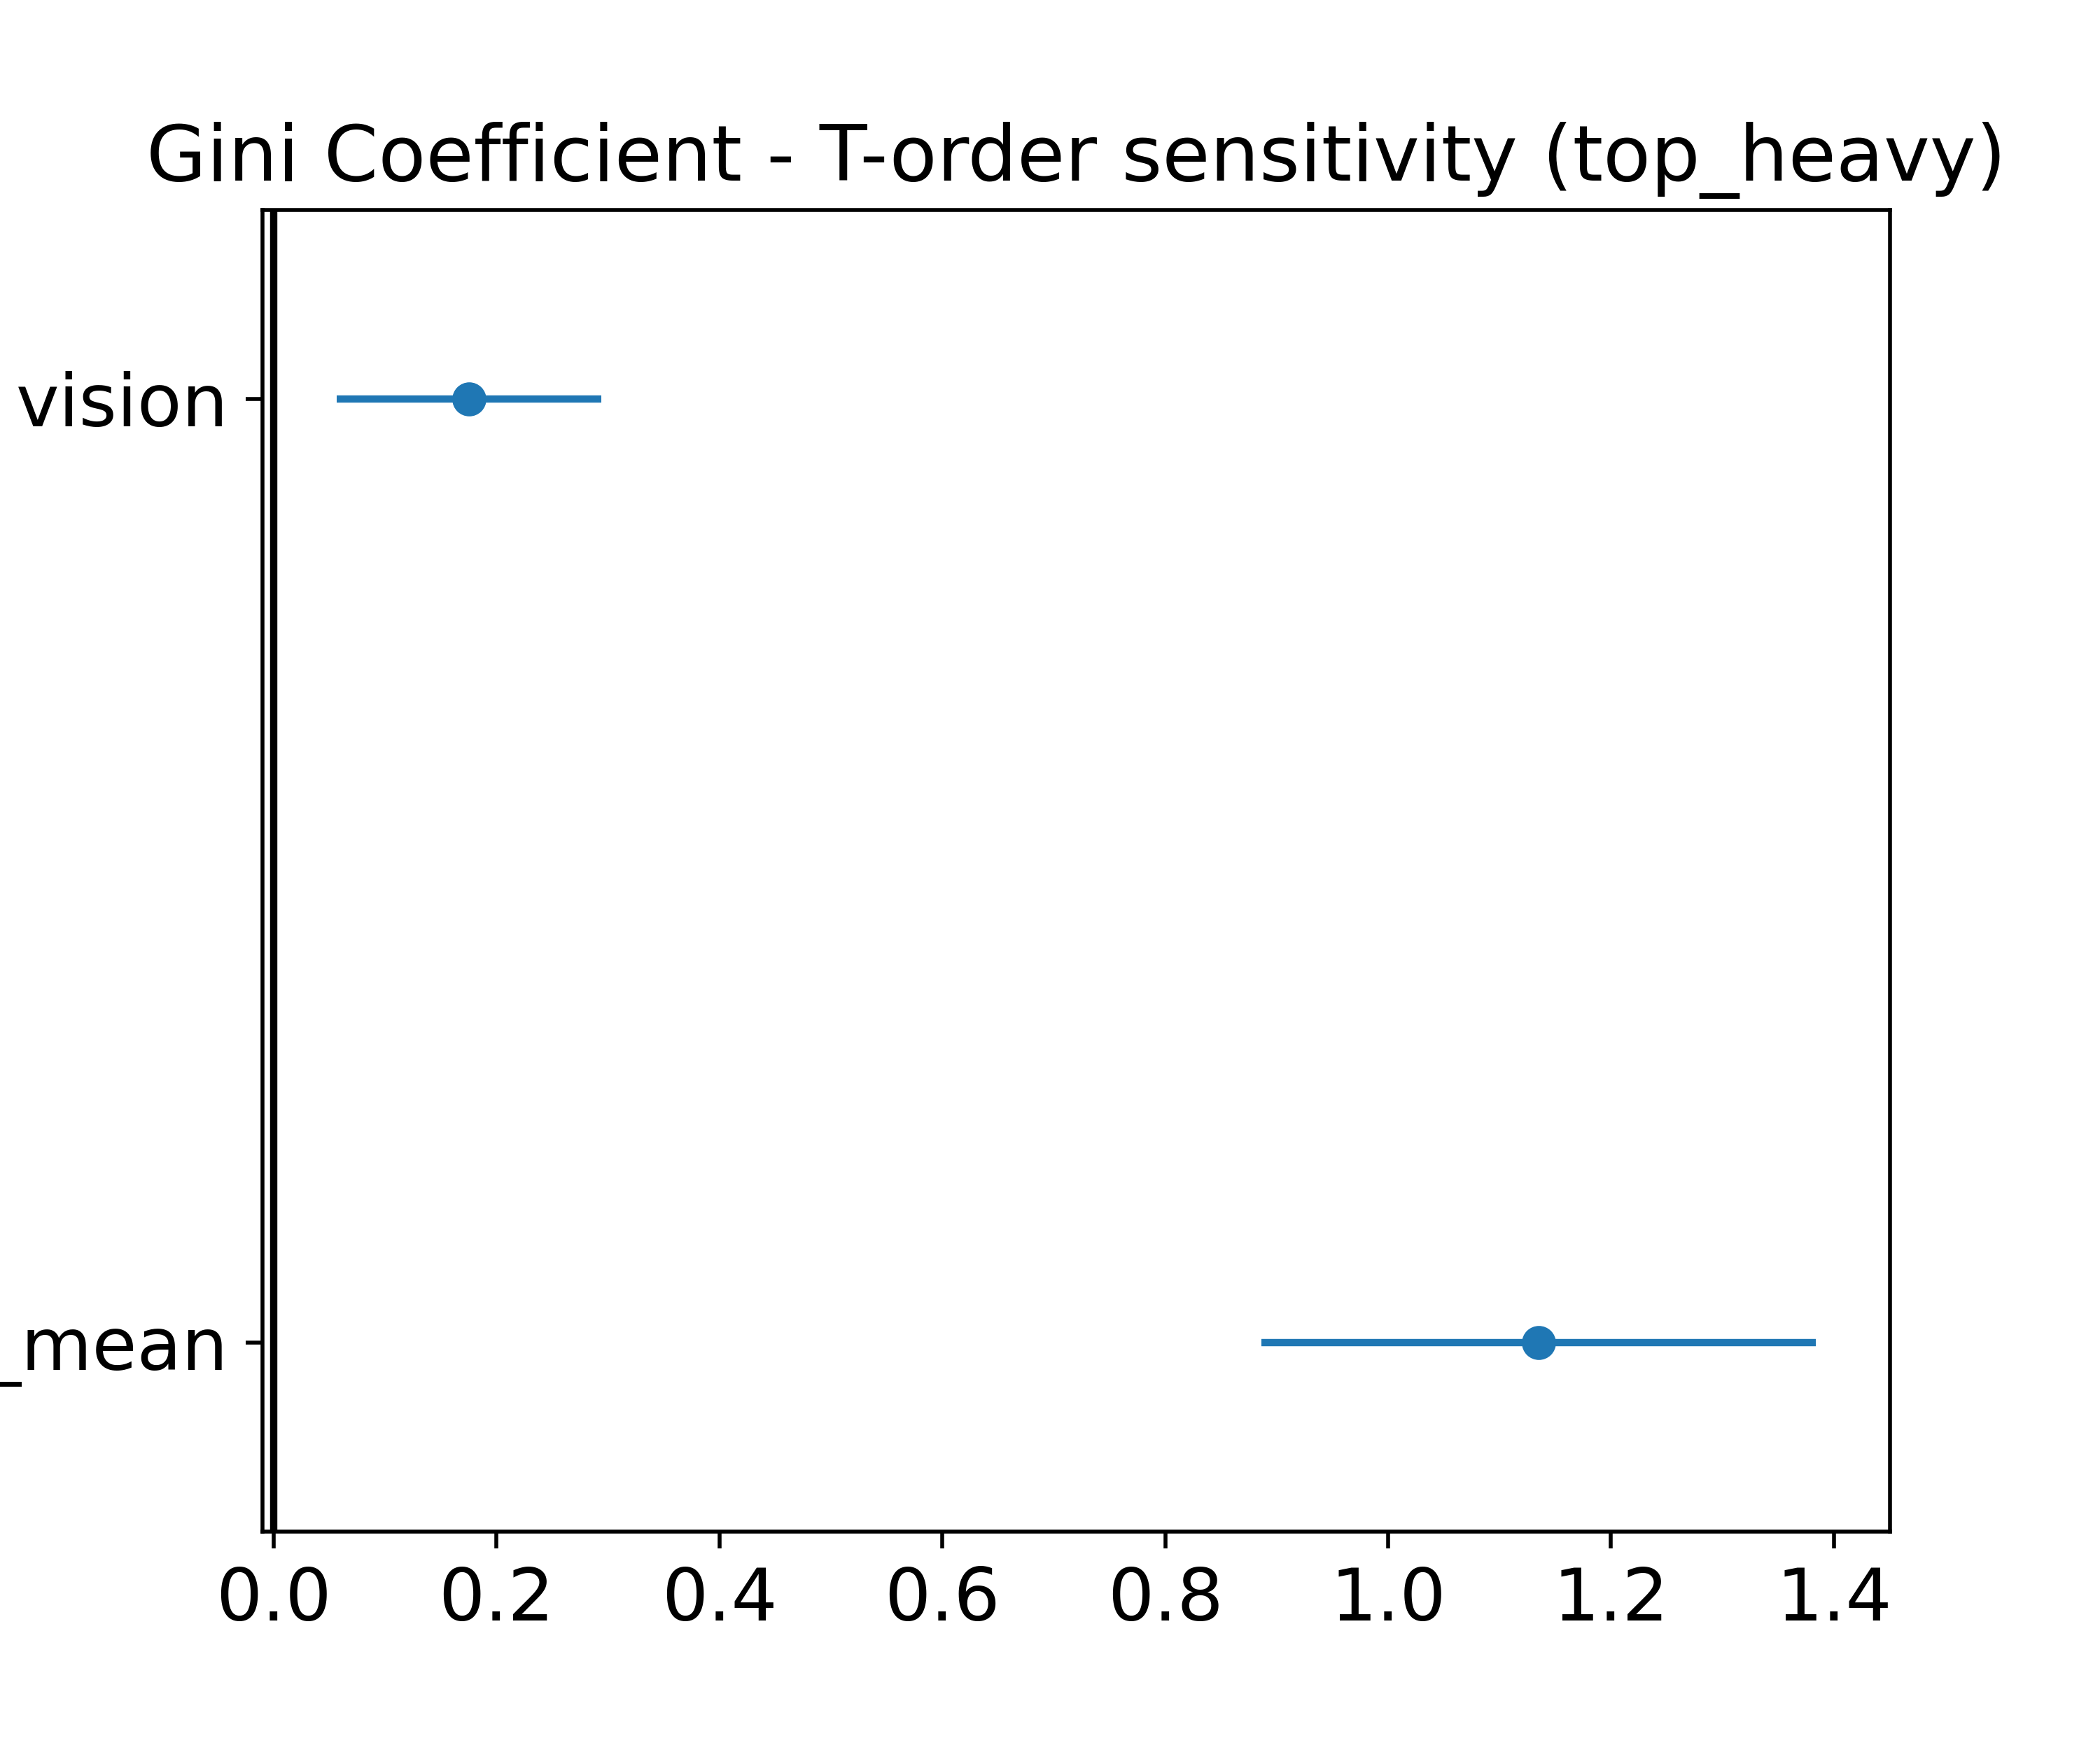 Gini Coefficient - T-order sensitivity (top_heavy)
vision
_mean
0.0 0.2 0.4 0.6 0.8 1.0 1.2 1.4